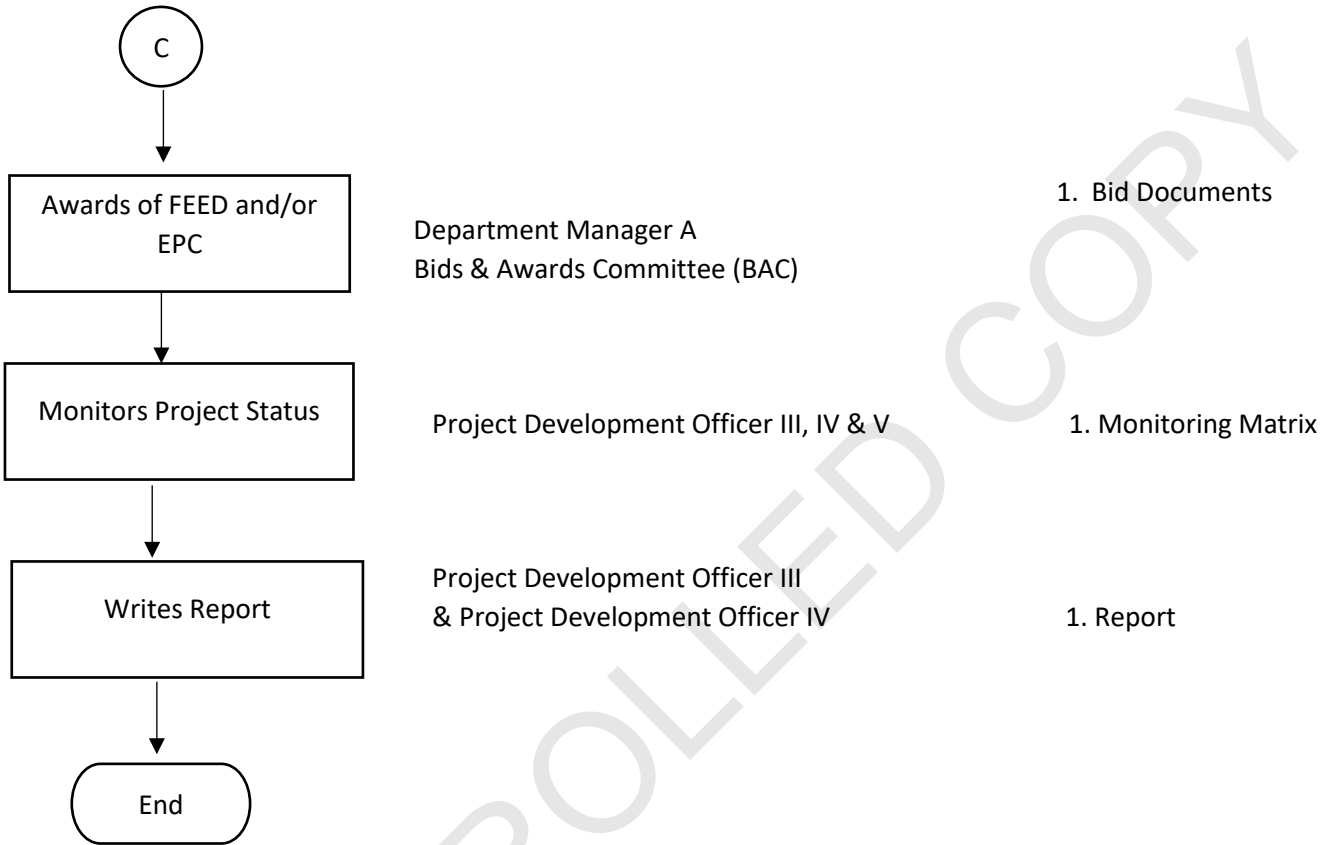 C
Awards of FEED and/or
EPC
Department Manager A
Bids & Awards Committee (BAC)
1. Bid Documents
Monitors Project Status
Project Development Officer III, IV & V
1. Monitoring Matrix
Writes Report
Project Development Officer III
& Project Development Officer IV
1. Report
End
ROLLED COPY